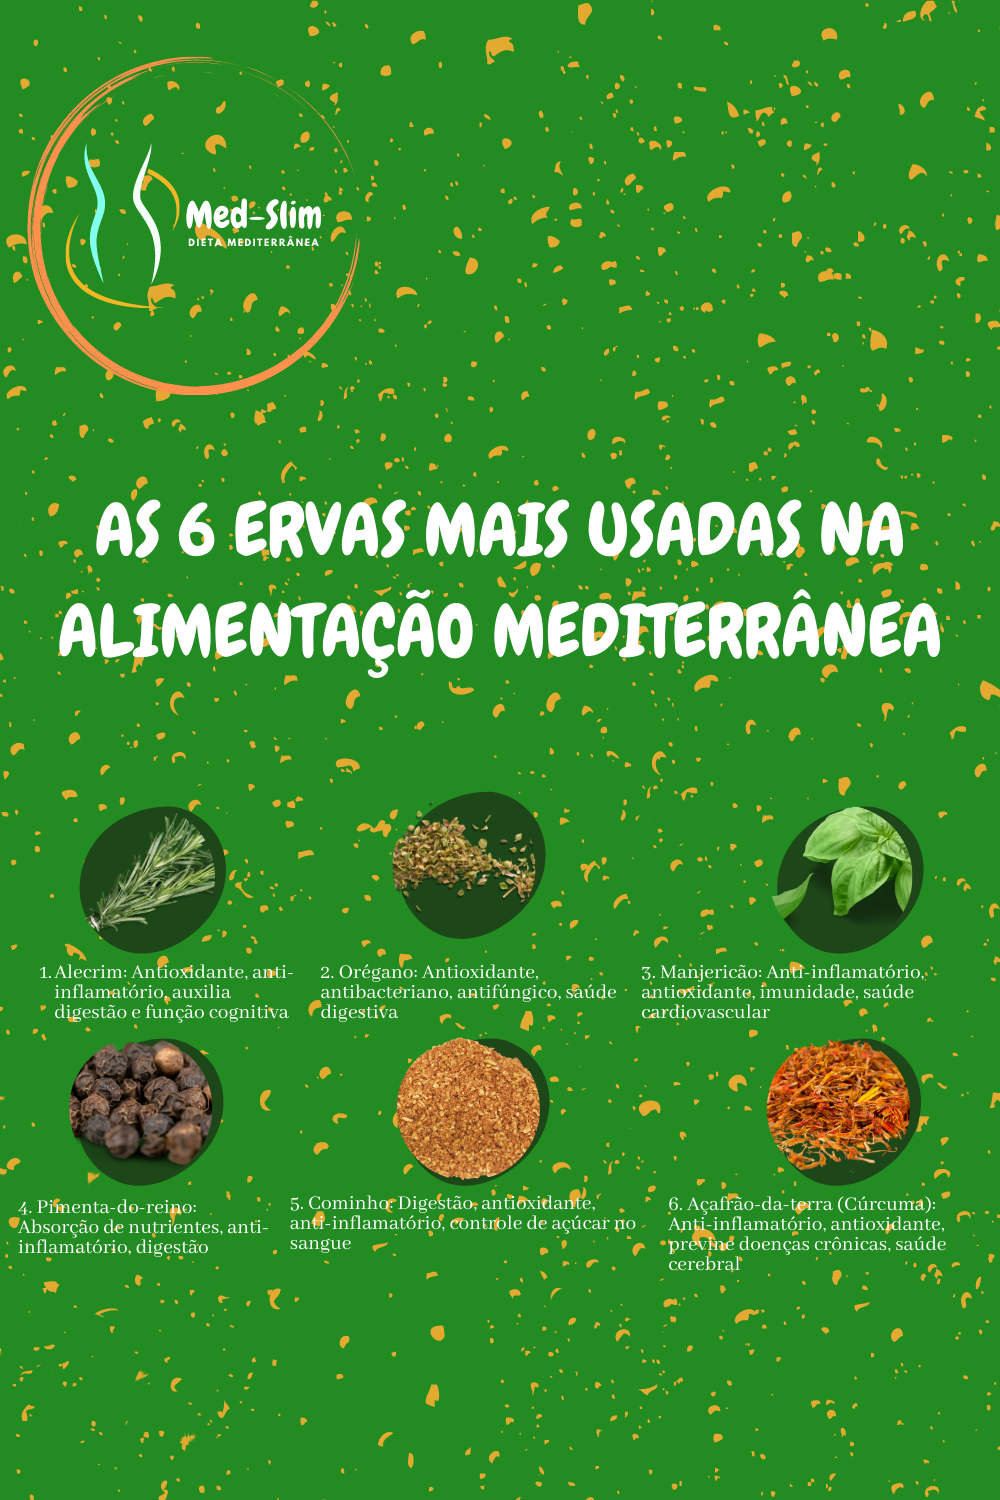 Med-Slim
DIETA MEDITERRÂNEA
AS 6 ERVAS MAIS USADAS NA
ALIMENTAÇÃO MEDITERRÂNEA
1. Alecrim: Antioxidante, anti-
inflamatório, auxilia
digestão e função cognitiva
2. Orégano: Antioxidante,
antibacteriano, antifúngico, saúde
digestiva
3. Manjericão: Anti-inflamatório,
antioxidante, imunidade, saúde
cardiovascular
4. Pimenta-do-reino:
Absorção de nutrientes, anti-
inflamatório, digestão
5. Cominho: Digestão, antioxidante,
anti-inflamatório, controle de açúcar no
sangue
6. Açafrão-da-terra (Cúrcuma):
Anti-inflamatório, antioxidante,
previne doenças crônicas, saúde
cerebral